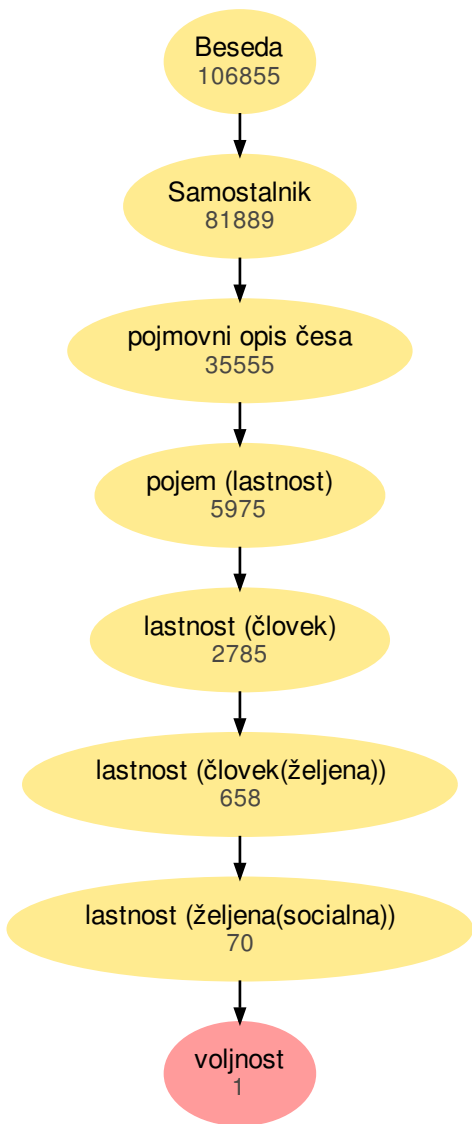 Beseda
106855
Samostalnik
81889
pojmovni opis česa
35555
pojem (lastnost)
5975
lastnost (človek)
2785
lastnost (človek(željena))
658
lastnost (željena(socialna))
70
voljnost
1